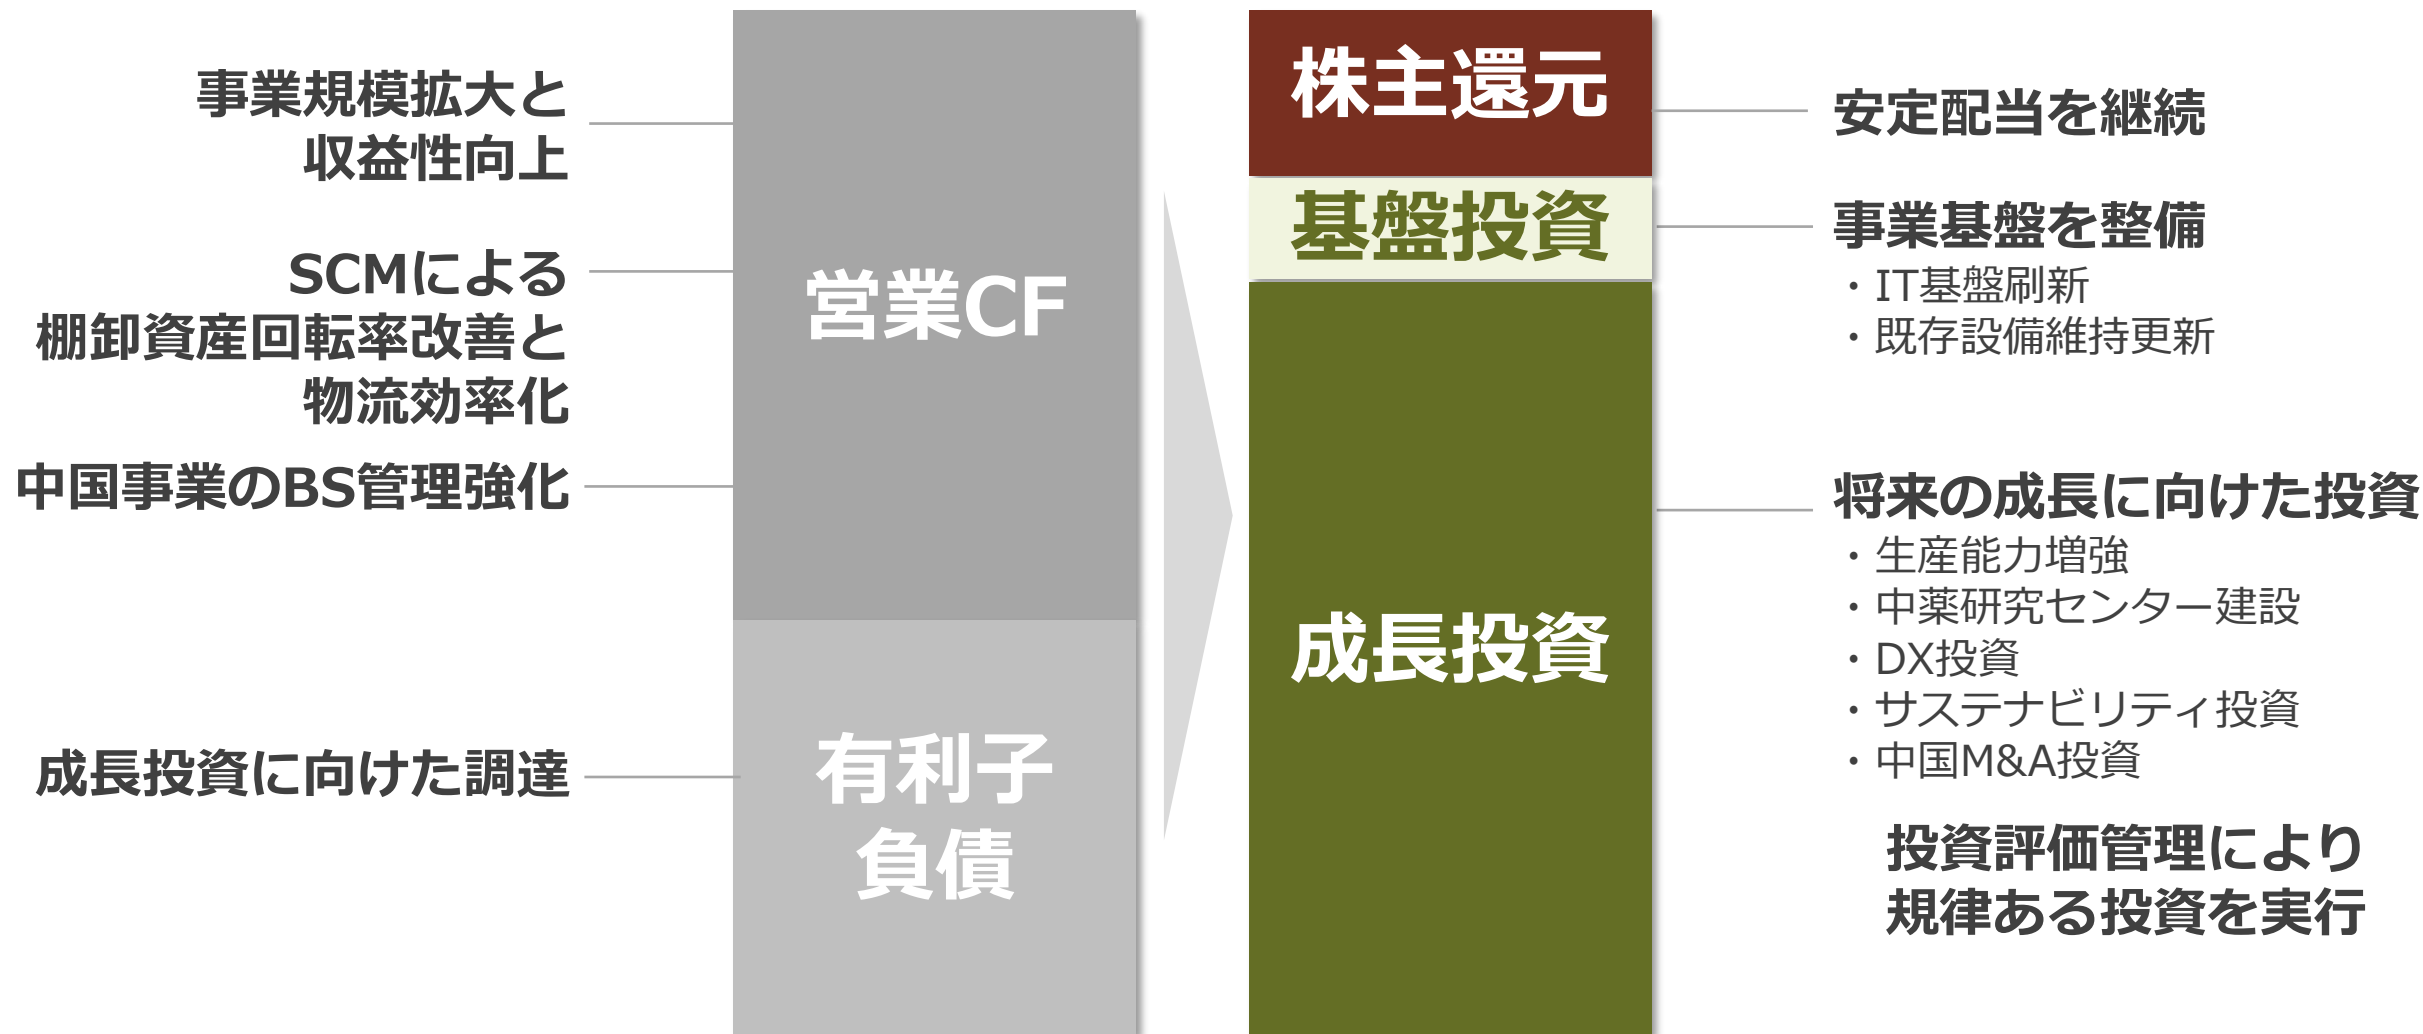 事業規模拡大と
収益性向上
SCMによる
棚卸資産回転率改善と
物流効率化
中国事業のBS管理強化
成長投資に向けた調達
営業CF
有利子
負債
株主還元
基盤投資
成長投資
安定配当を継続
事業基盤を整備
・IT基盤刷新
・既存設備維持更新
将来の成長に向けた投資
・生産能力増強
・中薬研究センター建設
・DX投資
・サステナビリティ投資
・中国M&A投資
投資評価管理により
規律ある投資を実行